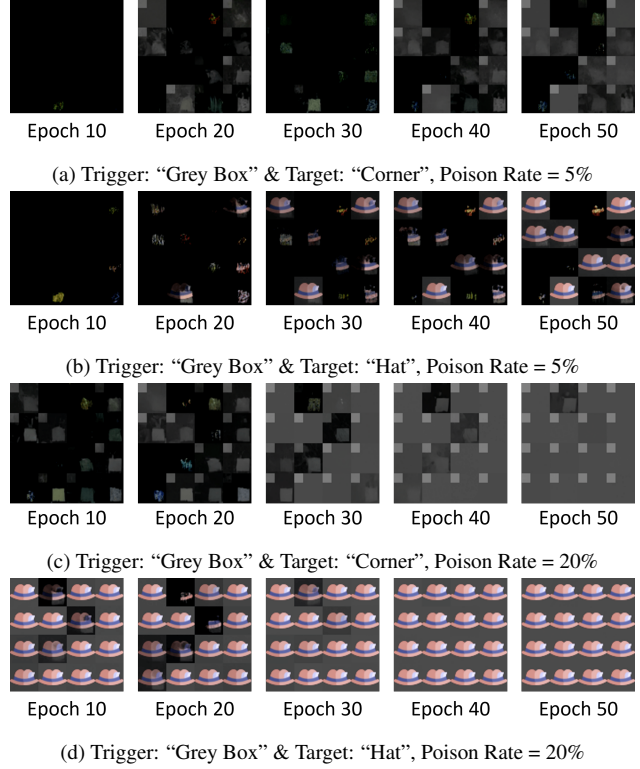 Epoch 10 Epoch 20 Epoch 30 Epoch 40 Epoch 50
(a) Trigger: “Grey Box” & Target: “Corner”, Poison Rate = 5%
Epoch 10 Epoch 20 Epoch 30 Epoch 40 Epoch 50
(b) Trigger: “Grey Box” & Target: “Hat”, Poison Rate = 5%
Epoch 10 Epoch 20 Epoch 30 Epoch 40 Epoch 50
(c) Trigger: “Grey Box” & Target: “Corner”, Poison Rate = 20%
Epoch 10 Epoch 20 Epoch 30 Epoch 40 Epoch 50
(d) Trigger: “Grey Box” & Target: “Hat”, Poison Rate = 20%